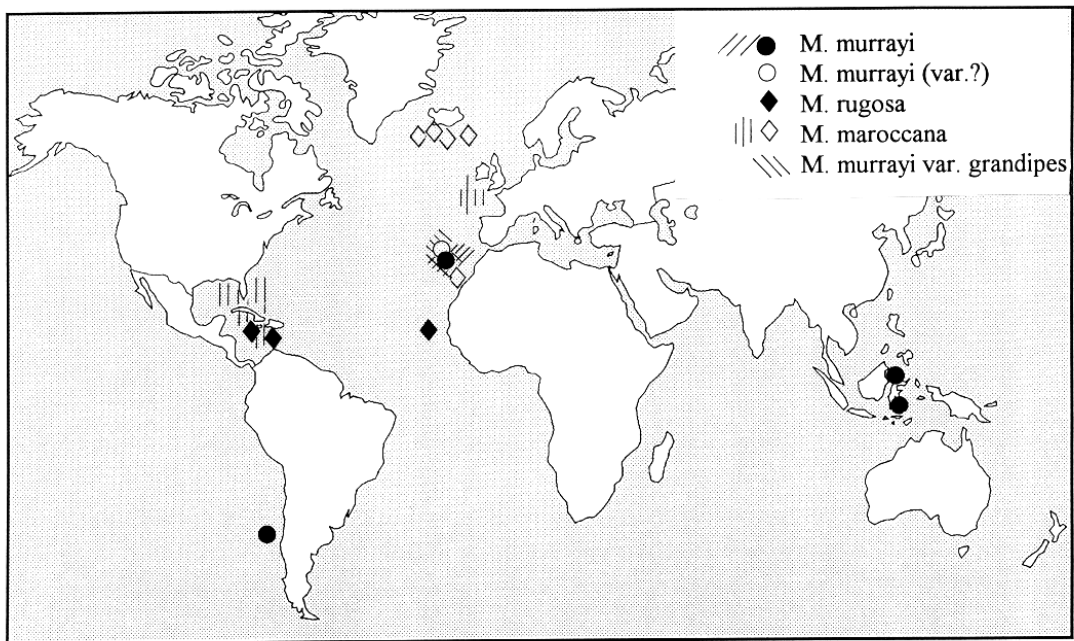 M. murrayi
M. murrayi (var.?)
M. rugosa
M. maroccana
M. murrayi var. grandipes